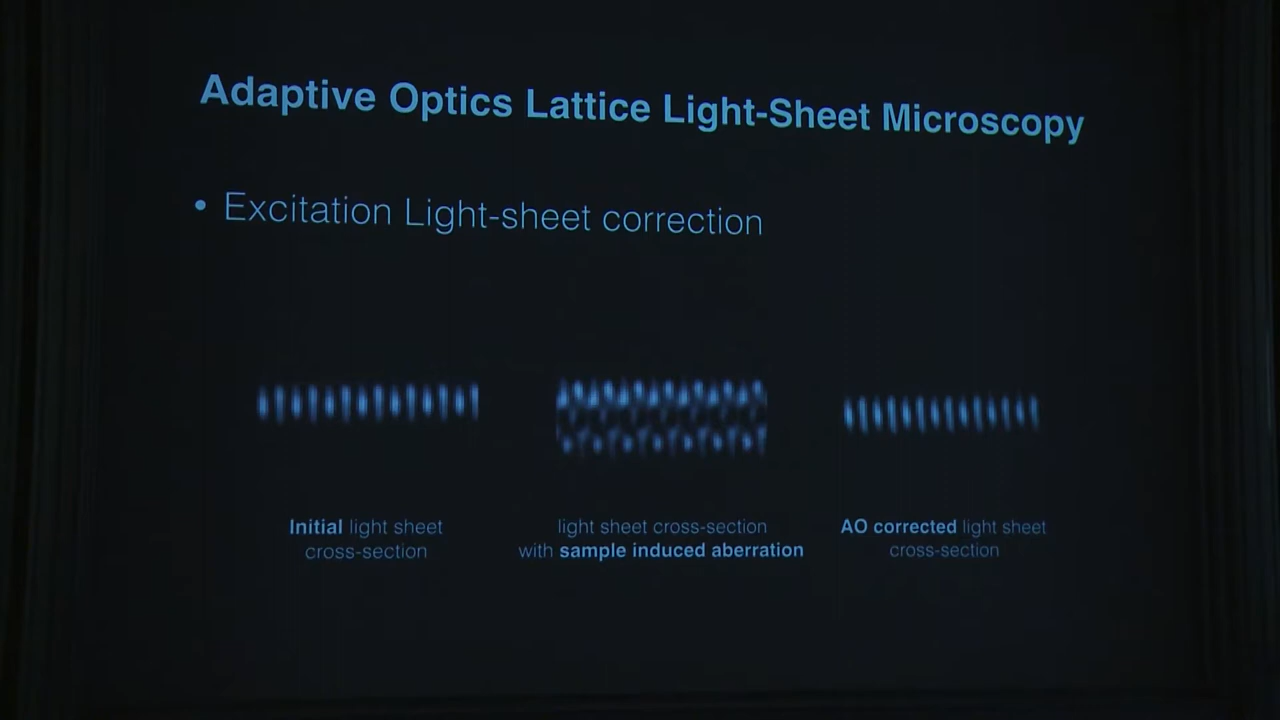 Adaptive Optics Lattice Light-Sheet Microscopy
• Excitation Light-sheet correction
Initial light sheet
cross-section
light sheet cross-section
with sample induced aberration
AO corrected light sheet
cross-section